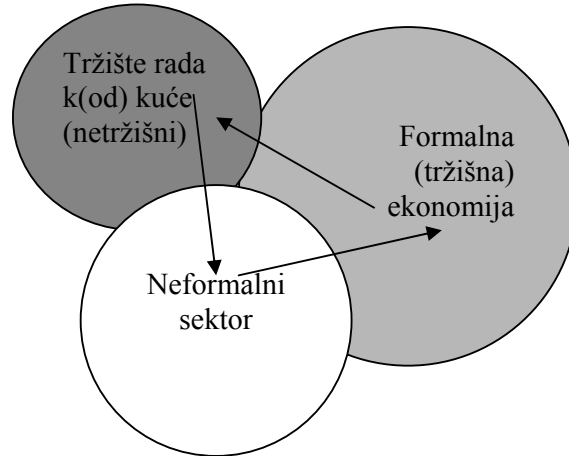 Tržište rada
k(od) kuće
(netržišni)
Formalna
(tržišna)
ekonomija
Neformalni
sektor